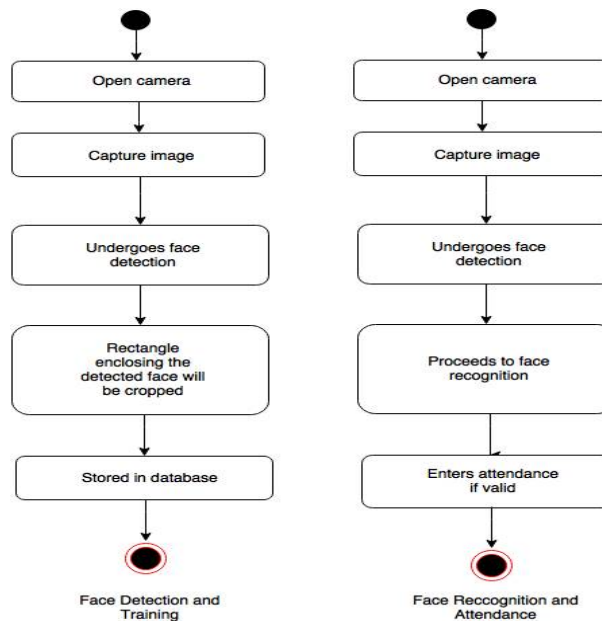 Open camera
Capture image
Undergoes face
detection
Rectangle
enclosing the
detected face will
be cropped
Stored in database
Face Detection and
Training
Open camera
Capture image
Undergoes face
detection
Proceeds to face
recognition
Enters attendance
if valid
Face Reccognition and
Attendance